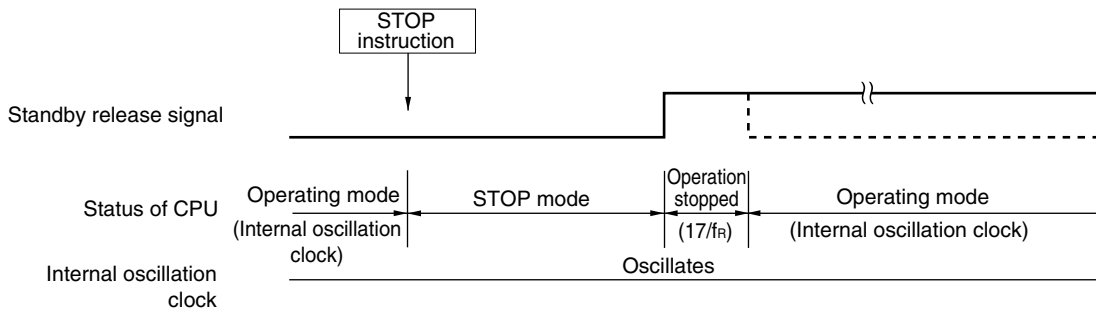 STOP
instruction
Standby release signal
Status of CPU
Operating mode
(Internal oscillation
clock)
STOP mode
Operation
stopped
(17/fR)
Operating mode
(Internal oscillation clock)
Internal oscillation
clock
Oscillates